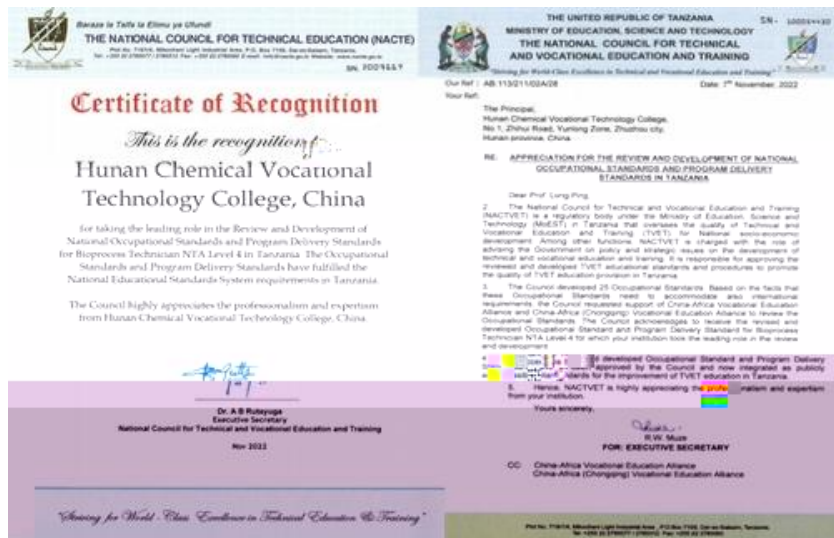 Baraza la Taifa la Elimu ya Ufundi
THE NATIONAL COUNCIL FOR TECHNICAL EDUCATION (NACTE)
Certificate of Recognition
This is the recognition
Hunan Chemical Vocational
Technology College, China
for taking the leading role in the Review and Development of
National Occupational Standards and Program Delivery Standards
for Bioprocess Technician NTA Level 4 in Tanzania. The Occupational
Standards and Program Delivery Standards have fulfilled the
National Educational Standards System requirements in Tanzania.
The Council highly appreciates the professionalism and expertism
from Hunan Chemical Vocational Technology College, China
Dr. A B Rutayuga
Executive Secretary
National Council for Technical and Vocational Education and Training
Nov 2022
"Striving for World - Class Excellence in Technical Education & Training"
THE UNITED REPUBLIC OF TANZANIA
MINISTRY OF EDUCATION, SCIENCE AND TECHNOLOGY
THE NATIONAL COUNCIL FOR TECHNICAL
AND VOCATIONAL EDUCATION AND TRAINING
"Striving for World-Class Excellence in Technical and Vocational Education and Training"
Our Ref : AB.113/211/02A/28 Date: 7th November, 2022
Your Ref:
The Principal,
Hunan Chemical Vocational Technology College,
No 1, Zhihui Road, Yunlong Zone, Zhuzhou city,
Hunan province, China.
RE: APPRECIATION FOR THE REVIEW AND DEVELOPMENT OF NATIONAL
OCCUPATIONAL STANDARDS AND PROGRAM DELIVERY
STANDARDS IN TANZANIA
Dear Prof. Long Ping,
2. The National Council for Technical and Vocational Education and Training
(NACTVET) is a regulatory body under the Ministry of Education, Science and
Technology (MoEST) in Tanzania that oversees the quality of Technical and
Vocational Education and Training (TVET) for National socio-economic
development. Among other functions, NACTVET is charged with the role of
advising the Government on policy and strategic issues on the development of
technical and vocational education and training. It is responsible for approving the
reviewed and developed TVET educational standards and procedures to promote
the quality of TVET education provision in Tanzania.
3. The Council developed 25 Occupational Standards. Based on the facts that
these Occupational Standards need to accommodate also international
requirements, the Council requested support of China-Africa Vocational Education
Alliance and China-Africa (Chongqing) Vocational Education Alliance to review the
Occupational Standards. The Council acknowledges to receive the revised and
developed Occupational Standard and Program Delivery Standard for Bioprocess
Technician NTA Level 4 for which your institution took the leading role in the review
and development.
developed Occupational Standard and Program Delivery
approved by the Council and now integrated as publicly
for the improvement of TVET education in Tanzania.
5. Hence, NACTVET is highly appreciating the and expertism
from your institution.
Yours sincerely,
R.W. Muze
FOR: EXECUTIVE SECRETARY
CC: China-Africa Vocational Education Alliance
China-Africa (Chongqing) Vocational Education Alliance